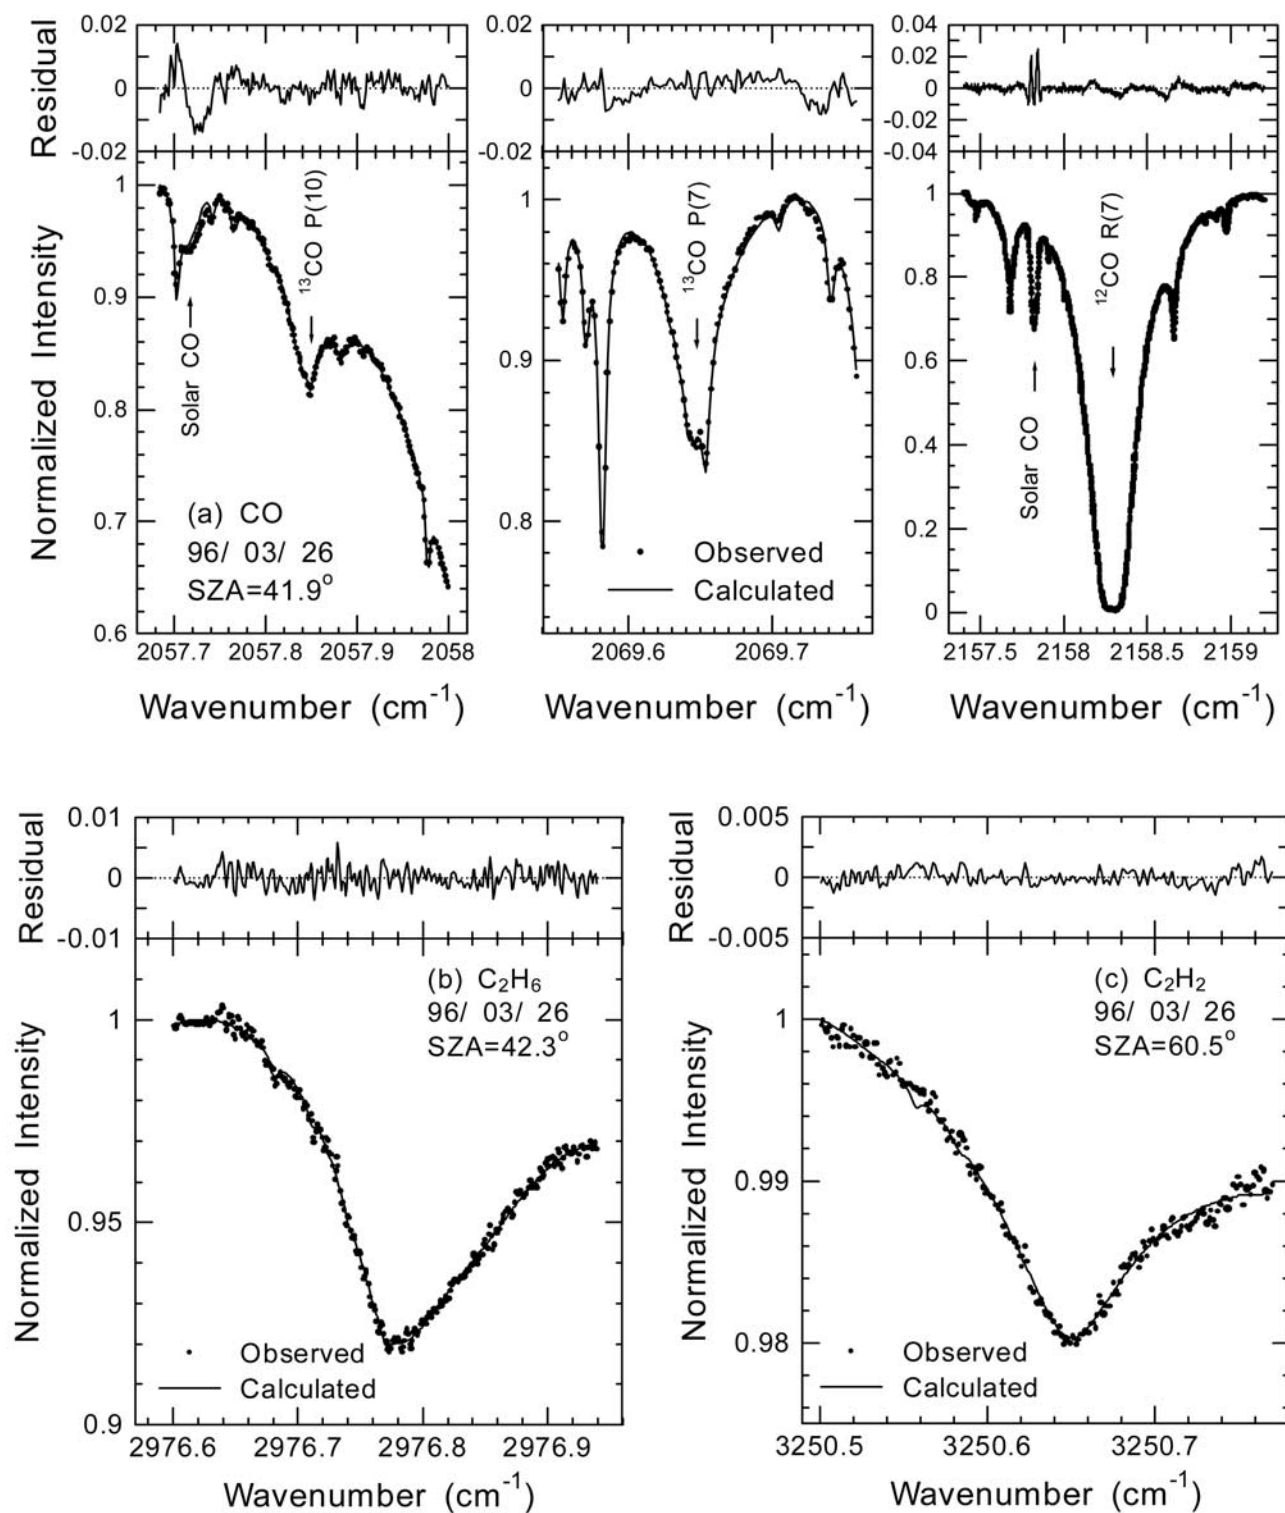 Residual
0.02
0
-0.02
Normalized Intensity
1
0.9
0.8
0.7
0.6
Solar CO
¹³CO P(10)
(a) CO
96/ 03/ 26
SZA=41.9°
2057.7 2057.8 2057.9 2058
Wavenumber (cm⁻¹)
0.02
0
-0.02
1
0.9
0.8
¹³CO P(7)
Observed
Calculated
2069.6 2069.7
Wavenumber (cm⁻¹)
0.04
0.02
0
-0.02
-0.04
1
0.8
0.6
0.4
0.2
0
Solar CO
¹²CO R(7)
2157.5 2158 2158.5 2159
Wavenumber (cm⁻¹)
Residual
0.01
0
-0.01
Normalized Intensity
1
0.95
0.9
(b) C₂H₆
96/ 03/ 26
SZA=42.3°
Observed
Calculated
2976.6 2976.7 2976.8 2976.9
Wavenumber (cm⁻¹)
Residual
0.005
0
-0.005
Normalized Intensity
1
0.99
0.98
(c) C₂H₂
96/ 03/ 26
SZA=60.5°
Observed
Calculated
3250.5 3250.6 3250.7
Wavenumber (cm⁻¹)